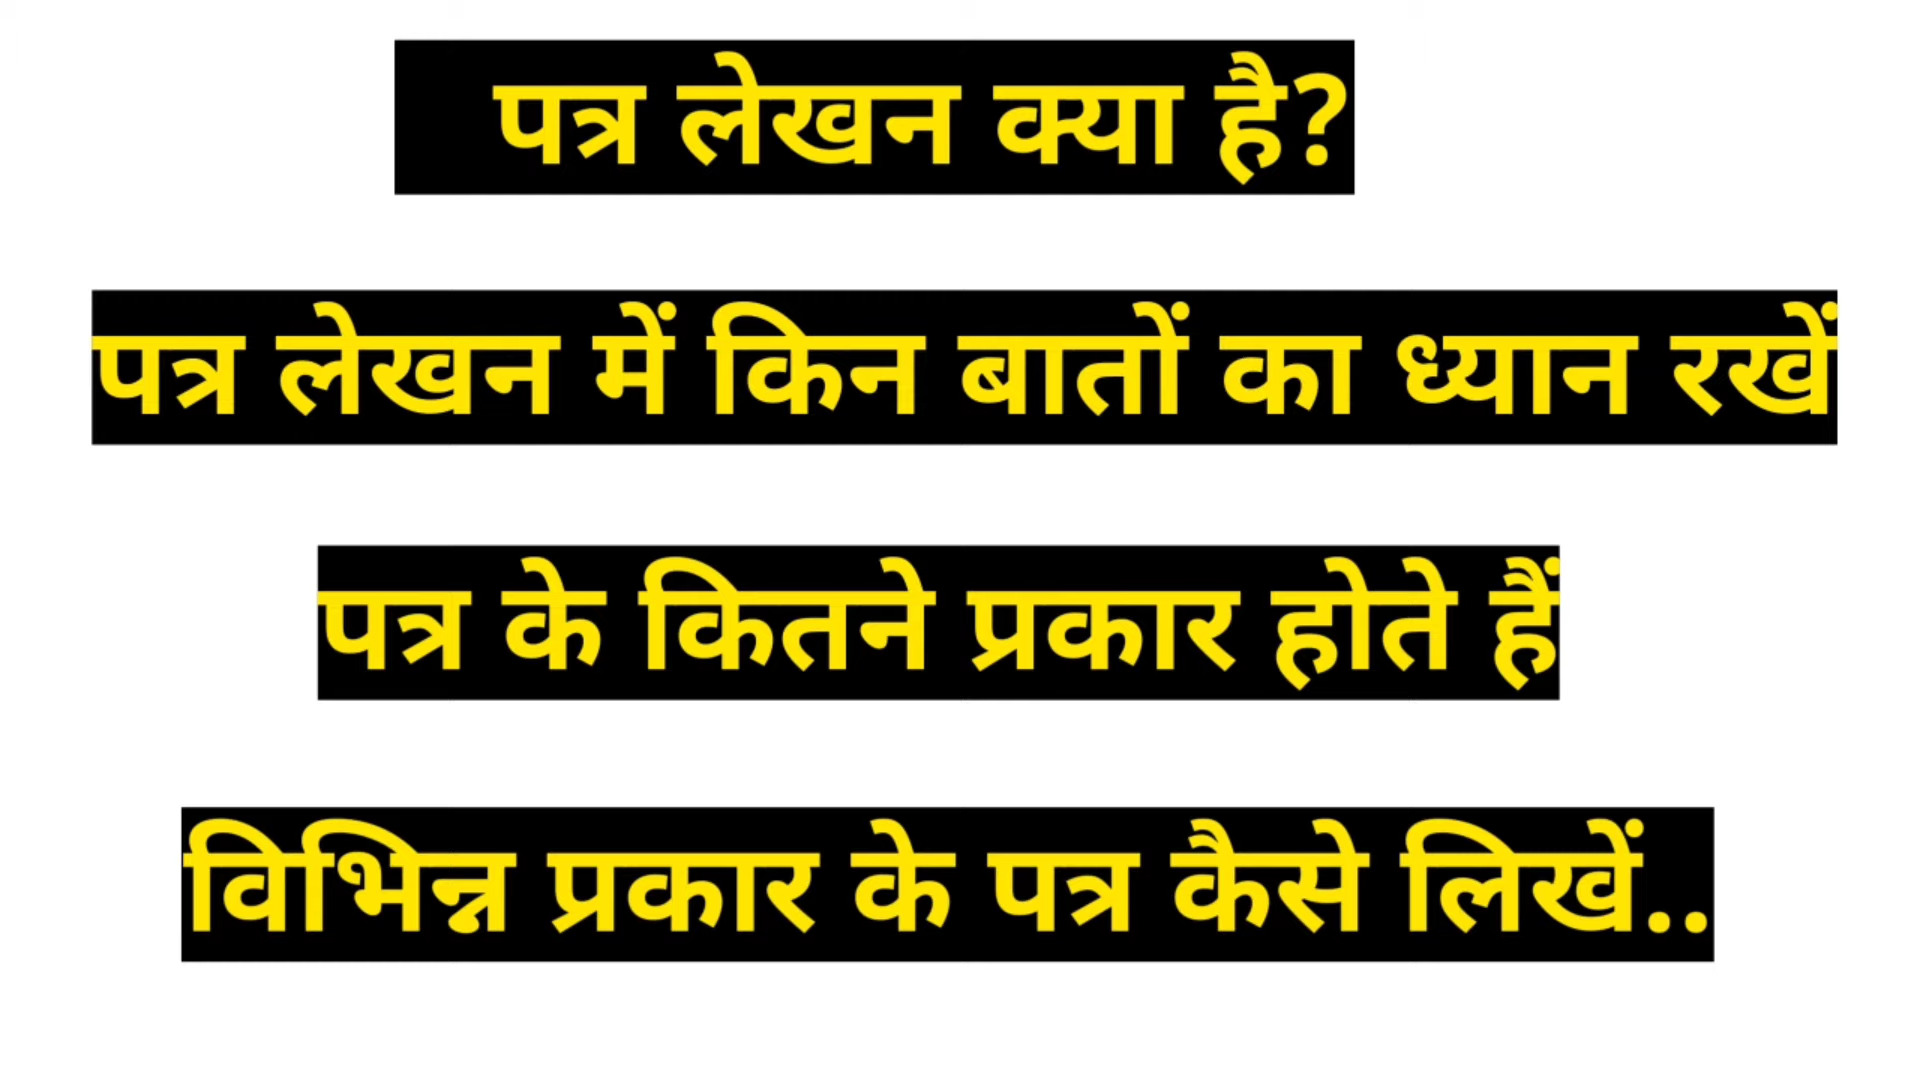 पत्र लेखन क्या है?
पत्र लेखन में किन बातों का ध्यान रखें
पत्र के कितने प्रकार होते हैं
विभिन्न प्रकार के पत्र कैसे लिखें..